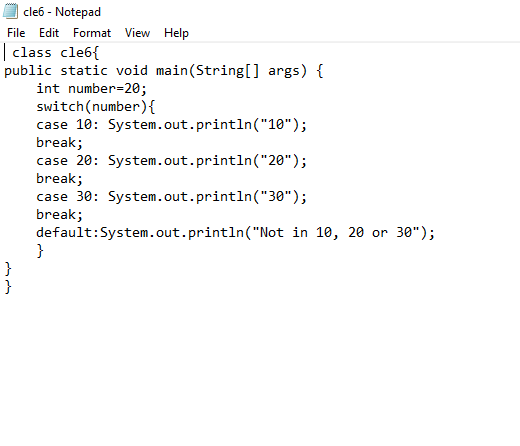 cle6 - Notepad
File Edit Format View Help
class cle6{
public static void main(String[] args) {
    int number=20;
    switch(number){
    case 10: System.out.println("10");
    break;
    case 20: System.out.println("20");
    break;
    case 30: System.out.println("30");
    break;
    default:System.out.println("Not in 10, 20 or 30");
    }
}
}